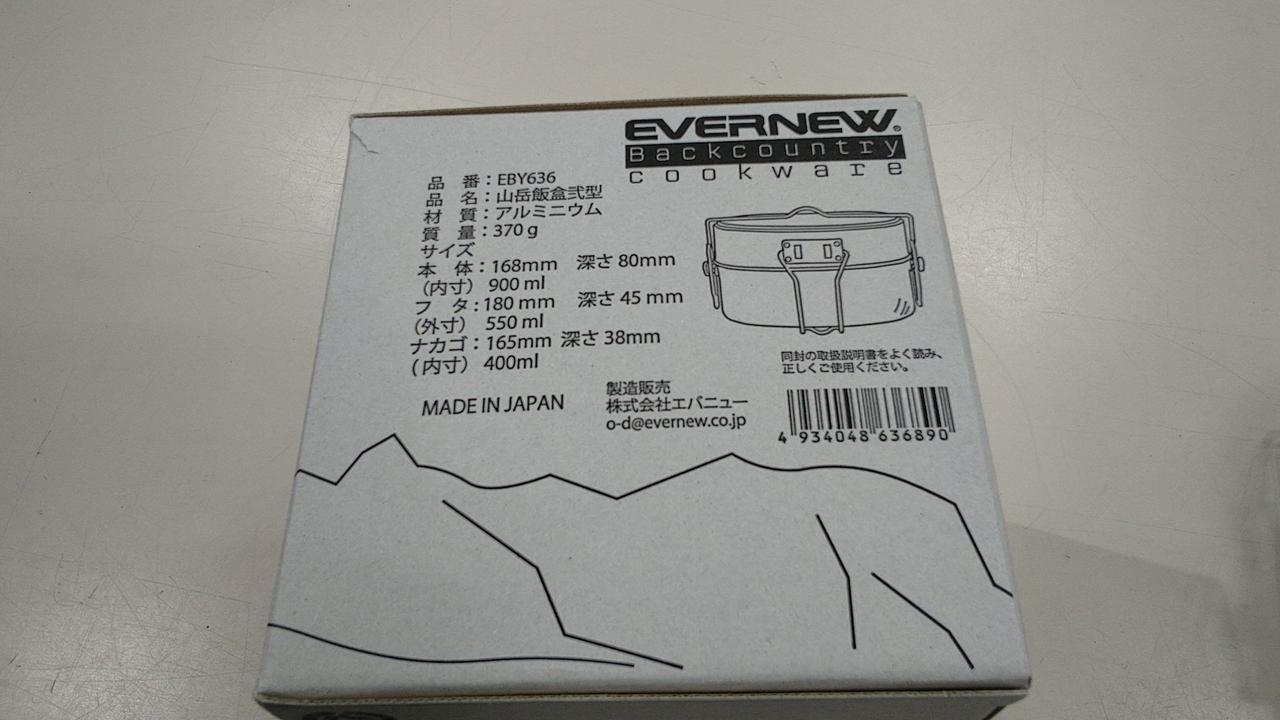 EVERNEW®
Backcountry
cookware
品 番：EBY636
品 名：山岳飯盒弐型
材 質：アルミニウム
質 量：370 g
サイズ
本 体：168mm 深さ 80mm
（内寸） 900 ml
フ タ：180 mm 深さ 45 mm
（外寸） 550 ml
ナカゴ：165mm 深さ 38mm
（内寸） 400ml
同封の取扱説明書をよく読み、
正しくご使用ください。
MADE IN JAPAN
製造販売
株式会社エバニュー
o-d@evernew.co.jp
4 934048 636890